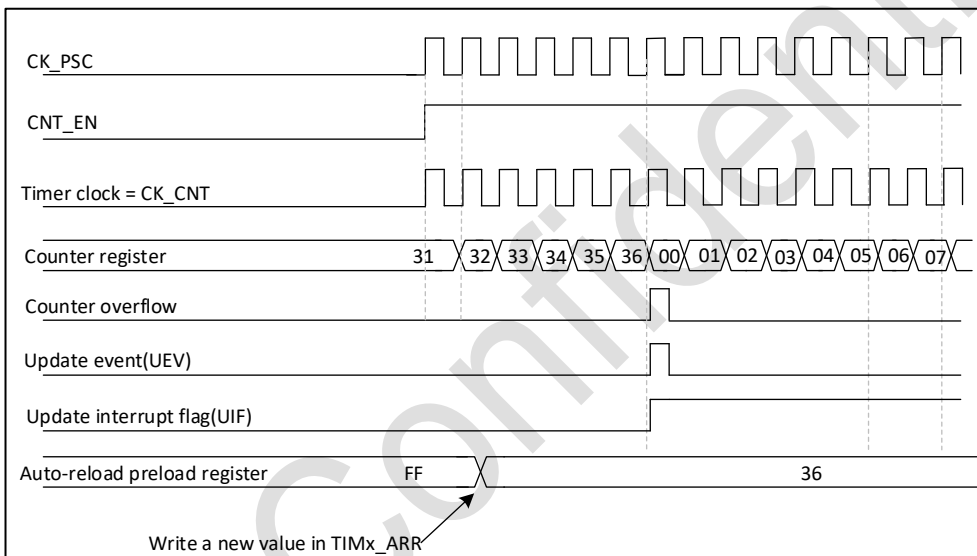 CK_PSC
CNT_EN
Timer clock = CK_CNT
Counter register 31 32 33 34 35 36 00 01 02 03 04 05 06 07
Counter overflow
Update event(UEV)
Update interrupt flag(UIF)
Auto-reload preload register FF 36
Write a new value in TIMx_ARR
Confidenti